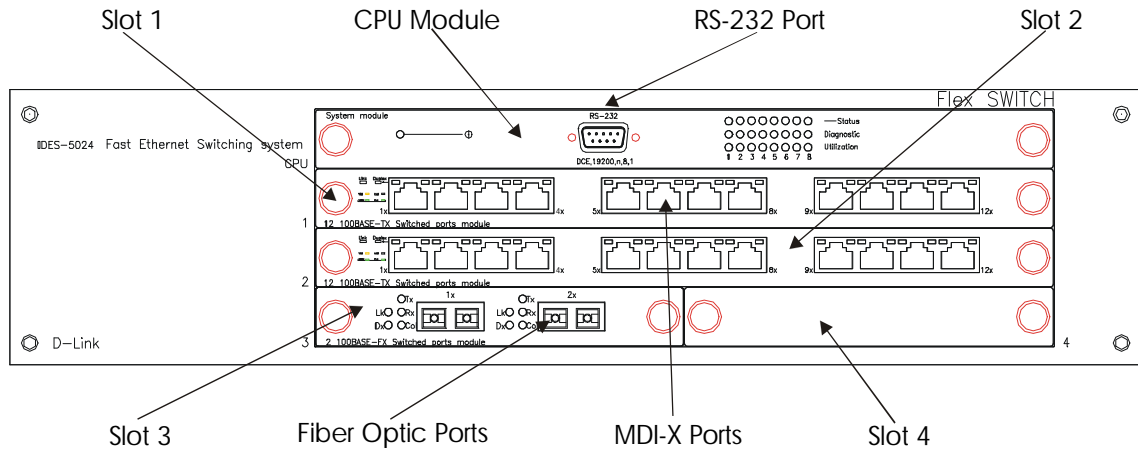 Slot 1
CPU Module
RS-232 Port
Slot 2
Flex SWITCH
System module
RS-232
Status
Diagnostic
Utilization
1 2 3 4 5 6 7 8
DCE,19200,n,8,1
DES-5024 Fast Ethernet Switching system
CPU
1x
4x
5x
8x
9x
12x
1
12 100BASE-TX Switched ports module
1x
4x
5x
8x
9x
12x
2
12 100BASE-TX Switched ports module
Tx
1x
Tx
2x
Lk
Rx
Lk
Rx
Dx
Co
Dx
Co
D-Link
3
2 100BASE-FX Switched ports module
4
Slot 3
Fiber Optic Ports
MDI-X Ports
Slot 4